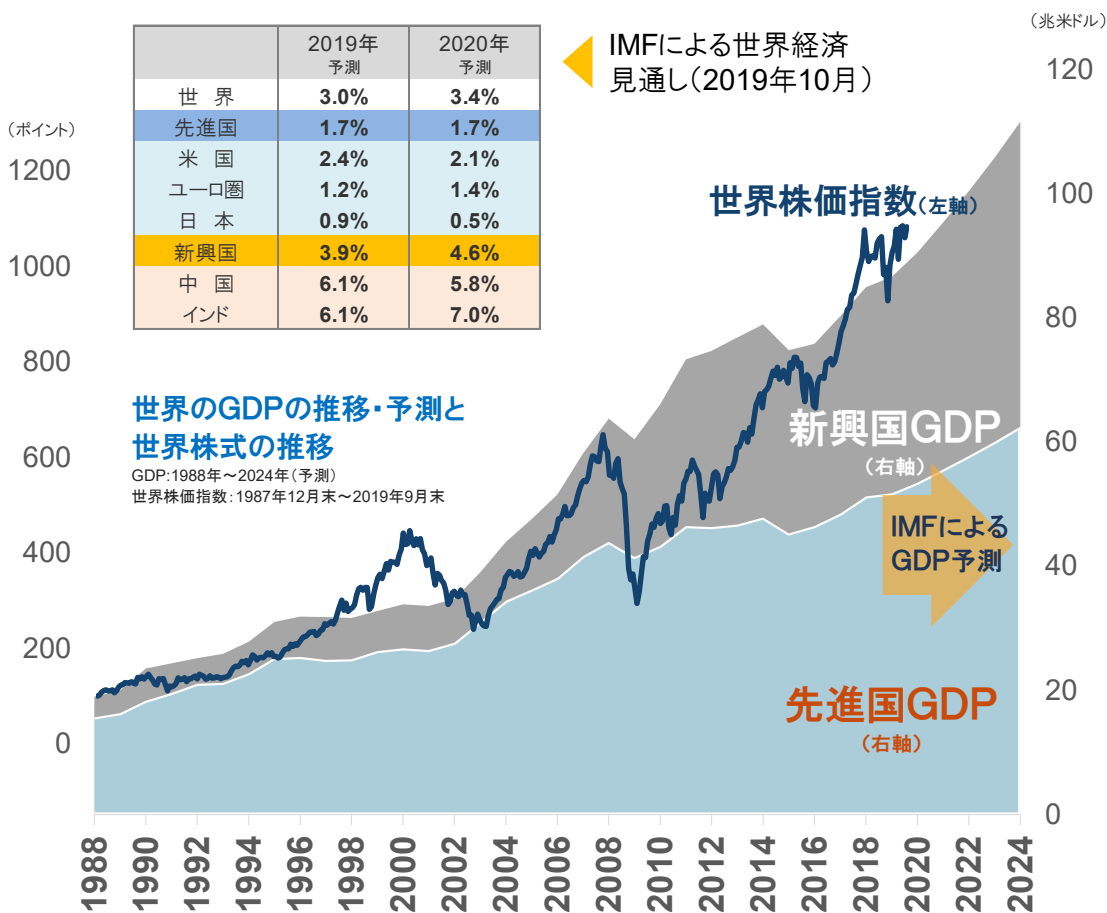 (兆米ドル)
2019年 2020年
予測 予測
世 界 3.0% 3.4%
先進国 1.7% 1.7%
米 国 2.4% 2.1%
ユーロ圏 1.2% 1.4%
日 本 0.9% 0.5%
新興国 3.9% 4.6%
中 国 6.1% 5.8%
インド 6.1% 7.0%
IMFによる世界経済
見通し(2019年10月)
(ポイント)
1200
1000
800
600
400
200
0
120
100
80
60
40
20
0
世界株価指数(左軸)
世界のGDPの推移・予測と
世界株式の推移
GDP:1988年~2024年(予測)
世界株価指数:1987年12月末~2019年9月末
新興国GDP
(右軸)
IMFによる
GDP予測
先進国GDP
(右軸)
1988
1990
1992
1994
1996
1998
2000
2002
2004
2006
2008
2010
2012
2014
2016
2018
2020
2022
2024